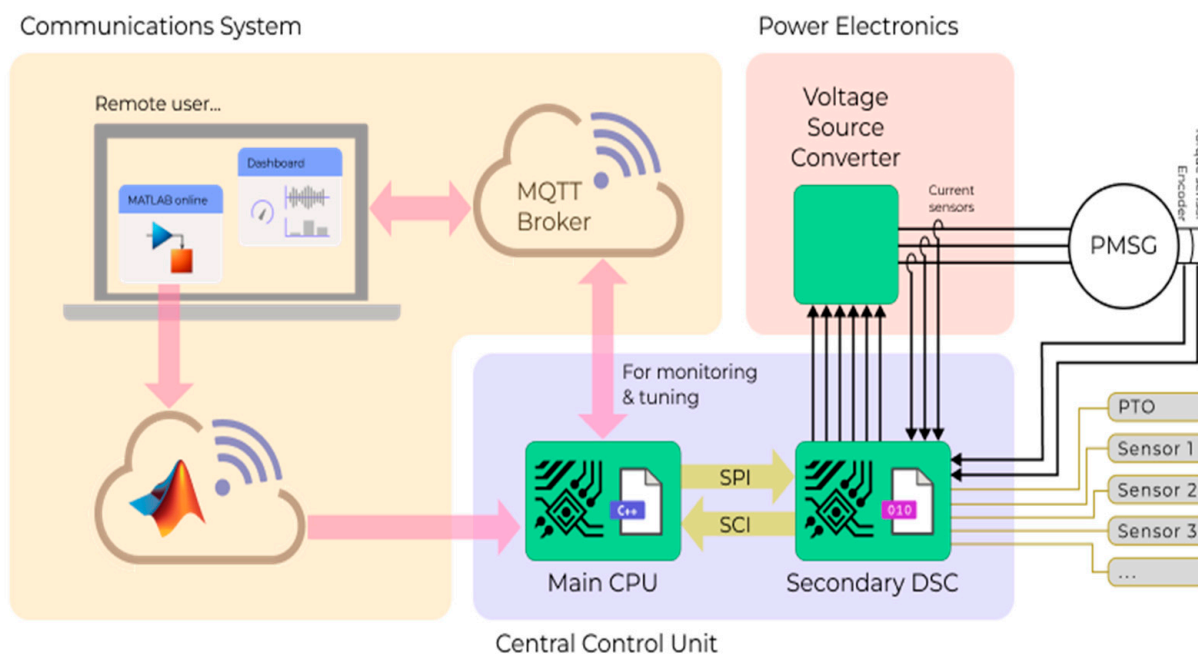 Communications System
Power Electronics
Remote user...
Dashboard
MATLAB online
MQTT
Broker
Voltage
Source
Converter
Current
sensors
PMSG
Encoder
For monitoring
& tuning
PTO
Sensor 1
Sensor 2
Sensor 3
...
SPI
SCI
C++
010
Main CPU
Secondary DSC
Central Control Unit